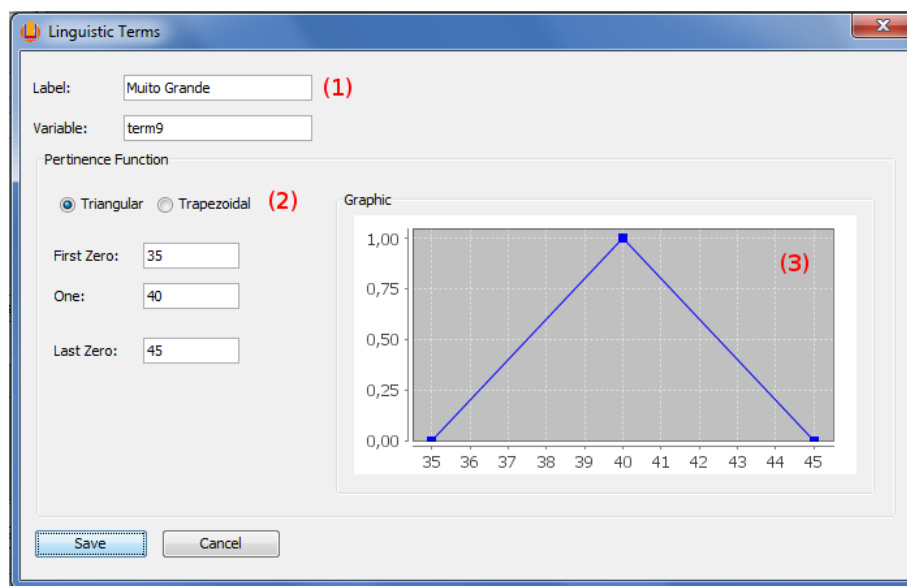 Linguistic Terms
Label: Muito Grande (1)
Variable: term9
Pertinence Function
Triangular Trapezoidal (2)
First Zero: 35
One: 40
Last Zero: 45
Graphic
(3)
1,00
0,75
0,50
0,25
0,00
35 36 37 38 39 40 41 42 43 44 45
Save Cancel